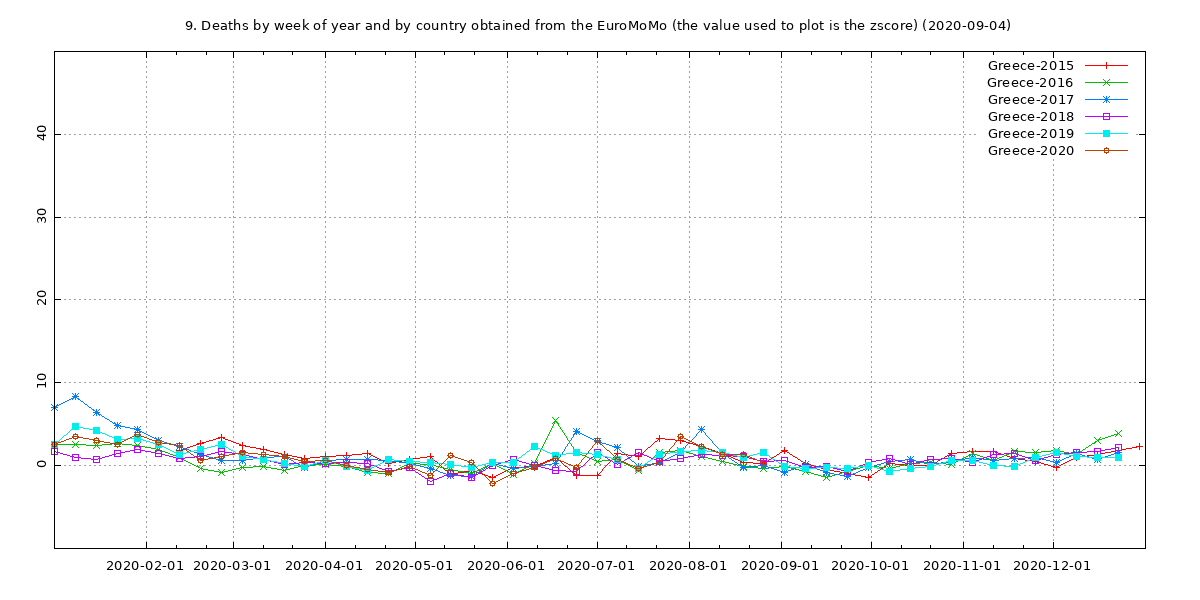 9. Deaths by week of year and by country obtained from the EuroMoMo (the value used to plot is the zscore) (2020-09-04)
Greece-2015
Greece-2016
Greece-2017
Greece-2018
Greece-2019
Greece-2020
40
30
20
10
0
2020-02-01 2020-03-01 2020-04-01 2020-05-01 2020-06-01 2020-07-01 2020-08-01 2020-09-01 2020-10-01 2020-11-01 2020-12-01